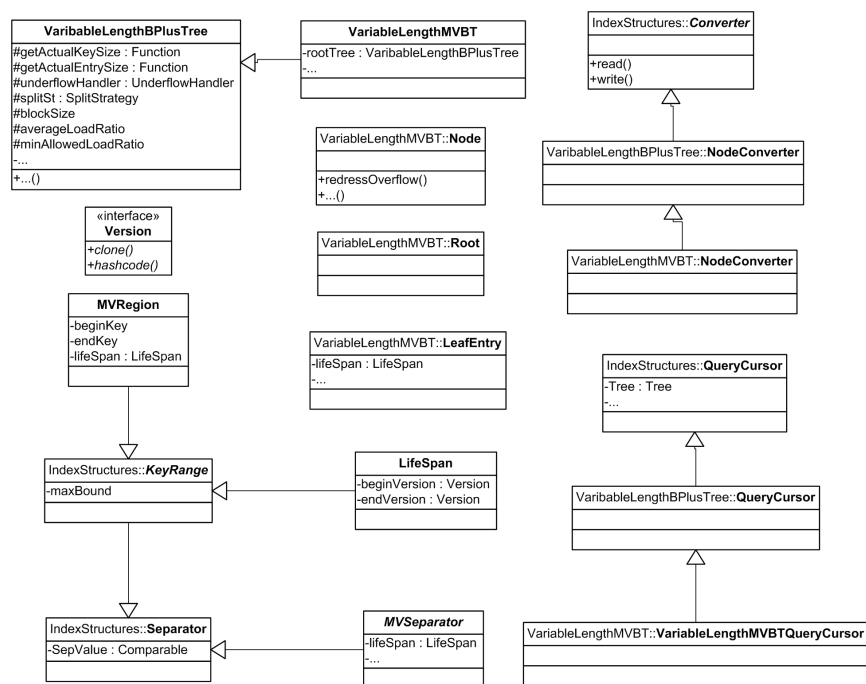 VaribableLengthBPlusTree
#getActualKeySize : Function
#getActualEntrySize : Function
#underflowHandler : UnderflowHandler
#splitSt : SplitStrategy
#blockSize
#averageLoadRatio
#minAllowedLoadRatio
-...
+...()
VariableLengthMVBT
-rootTree : VaribableLengthBPlusTree
-...
IndexStructures::Converter
+read()
+write()
VariableLengthMVBT::Node
+redressOverflow()
+...()
VaribableLengthBPlusTree::NodeConverter
«interface»
Version
+clone()
+hashcode()
VariableLengthMVBT::Root
VariableLengthMVBT::NodeConverter
MVRegion
-beginKey
-endKey
-lifeSpan : LifeSpan
VariableLengthMVBT::LeafEntry
-lifeSpan : LifeSpan
-...
IndexStructures::QueryCursor
-Tree : Tree
-...
IndexStructures::KeyRange
-maxBound
LifeSpan
-beginVersion : Version
-endVersion : Version
VaribableLengthBPlusTree::QueryCursor
IndexStructures::Separator
-SepValue : Comparable
MVSeparator
-lifeSpan : LifeSpan
-...
VariableLengthMVBT::VariableLengthMVBTQueryCursor